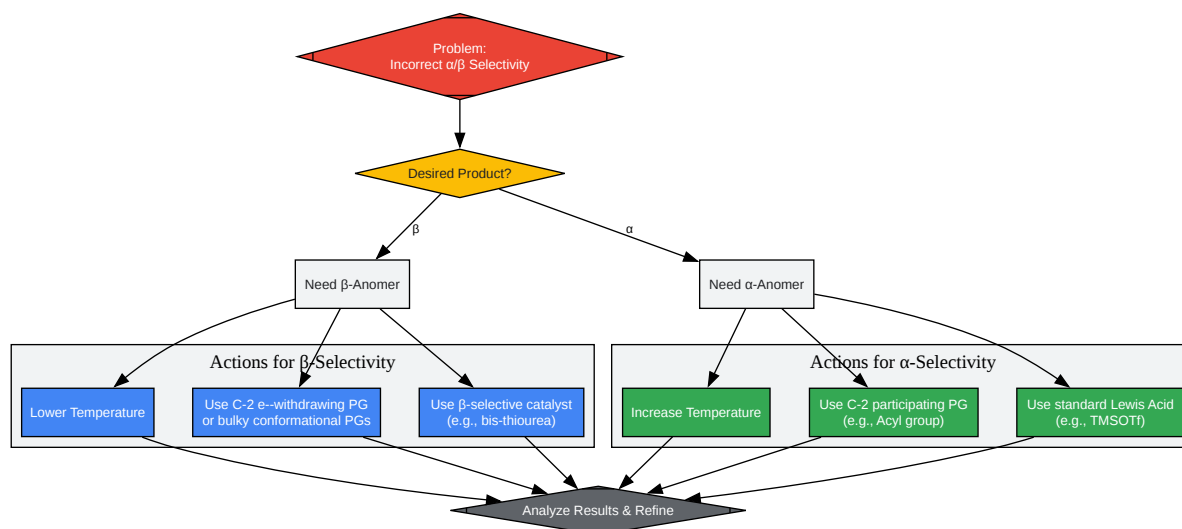 Problem:
Incorrect α/β Selectivity
Desired Product?
β
α
Need β-Anomer
Need α-Anomer
Actions for β-Selectivity
Actions for α-Selectivity
Lower Temperature
Use C-2 e--withdrawing PG
or bulky conformational PGs
Use β-selective catalyst
(e.g., bis-thiourea)
Increase Temperature
Use C-2 participating PG
(e.g., Acyl group)
Use standard Lewis Acid
(e.g., TMSOTf)
Analyze Results & Refine